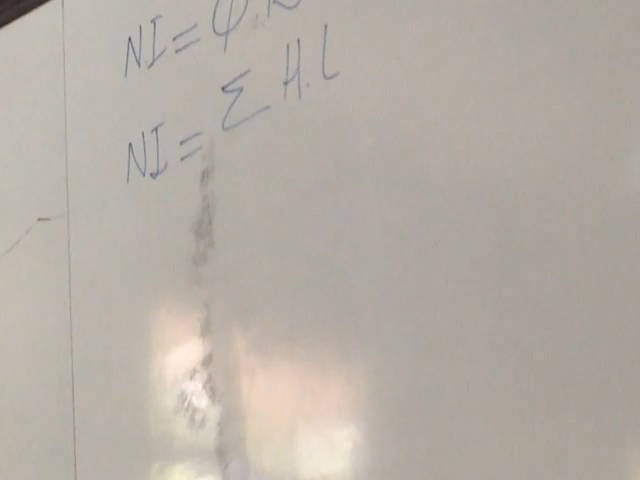 NI = φ.R
NI = Σ H.L